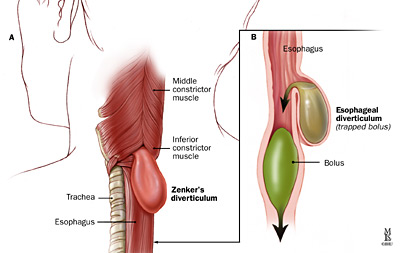 A
Middle
constrictor
muscle
Inferior
constrictor
muscle
Zenker's
diverticulum
Trachea
Esophagus
B
Esophagus
Esophageal
diverticulum
(trapped bolus)
Bolus